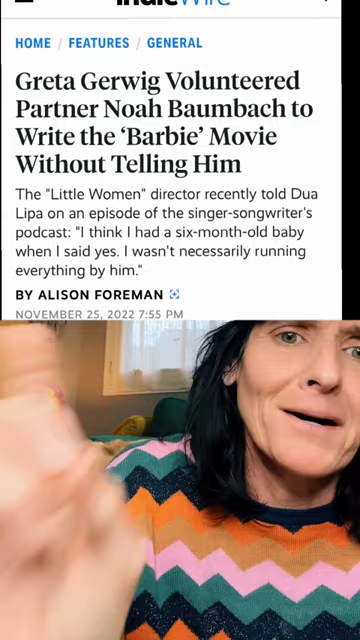 IndieWire
HOME / FEATURES / GENERAL
Greta Gerwig Volunteered
Partner Noah Baumbach to
Write the ‘Barbie’ Movie
Without Telling Him
The "Little Women" director recently told Dua
Lipa on an episode of the singer-songwriter's
podcast: "I think I had a six-month-old baby
when I said yes. I wasn't necessarily running
everything by him."
BY ALISON FOREMAN
NOVEMBER 25, 2022 7:55 PM